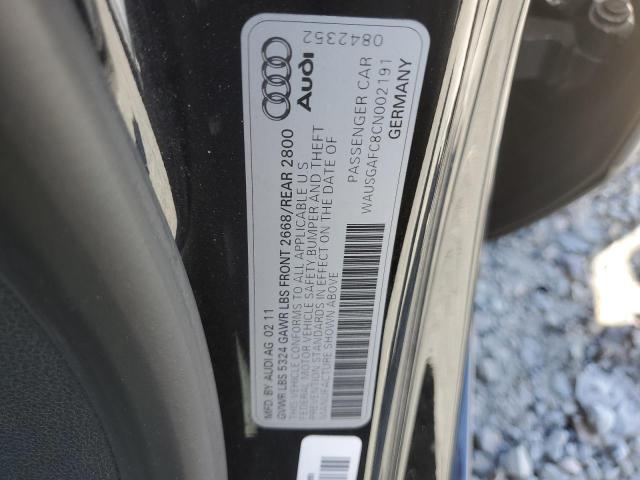 0842352
Audi
MFD. BY AUDI AG 02 11
GVWR LBS 5324 GAWR LBS FRONT 2668/REAR 2800
THIS VEHICLE CONFORMS TO ALL APPLICABLE U S
FEDERAL MOTOR VEHICLE SAFETY BUMPER AND THEFT
PREVENTION STANDARDS IN EFFECT ON THE DATE OF
MANUFACTURE SHOWN ABOVE
PASSENGER CAR
WAUSGAFC8CN002191
GERMANY